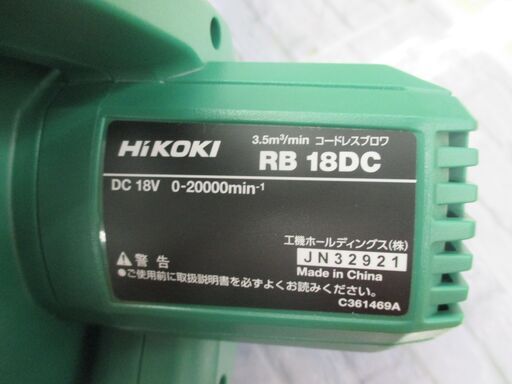 3.5m³/min コードレスブロワ
HiKOKI RB 18DC
DC 18V 0-20000min⁻¹
工機ホールディングス(株)
JN32921
Made in China
⚠警告
●ご使用前に取扱説明書を必ずよくお読みください。
C361469A